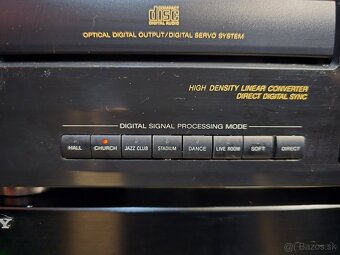 COMPACT
disc
DIGITAL AUDIO
OPTICAL DIGITAL OUTPUT/DIGITAL SERVO SYSTEM
HIGH DENSITY LINEAR CONVERTER
DIRECT DIGITAL SYNC
DIGITAL SIGNAL PROCESSING MODE
HALL CHURCH JAZZ CLUB STADIUM DANCE LIVE ROOM SOFT DIRECT
Y
sbazar.sk